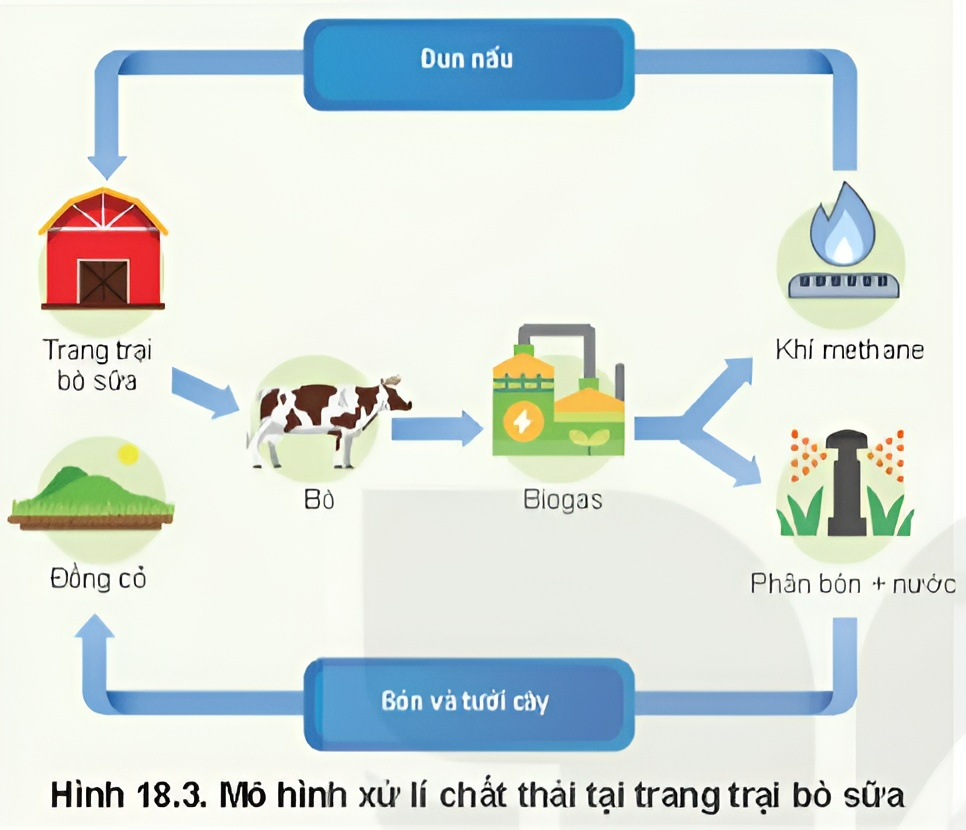 Đun nấu
Trang trại
bò sữa
Khí methane
Bò
Biogas
Đồng cỏ
Phân bón + nước
Bón và tưới cây
Hình 18.3. Mô hình xử lí chất thải tại trang trại bò sữa